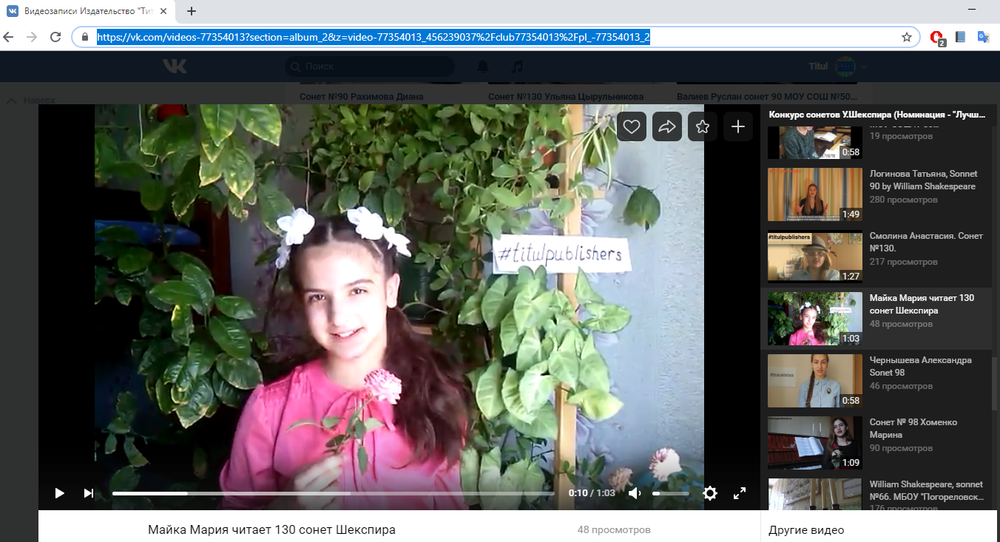 Видеозаписи Издательство "Тит
https://vk.com/videos-77354013?section=album_2&z=video-77354013_456239037%2Fclub77354013%2Fpl_-77354013_2
2
Поиск
Titul
Наверх
Сонет №90 Рахимова Диана
Сонет №130 Ульяна Цырульникова
Валиев Руслан сонет 90 МОУ СОШ №50...
#titulpublishers
0:10 / 1:03
Майка Мария читает 130 сонет Шекспира
48 просмотров
Конкурс сонетов У.Шекспира (Номинация - "Лучш...
19 просмотров
0:58
Логинова Татьяна, Sonnet
90 by William Shakespeare
280 просмотров
1:49
#titulpublishers
Смолина Анастасия. Сонет
№130.
217 просмотров
1:27
Майка Мария читает 130
сонет Шекспира
48 просмотров
1:03
Чернышева Александра
Sonet 98
46 просмотров
0:58
Сонет № 98 Хоменко
Марина
90 просмотров
1:09
William Shakespeare, sonnet
№66. МБОУ "Погореловск...
176 просмотров
Другие видео